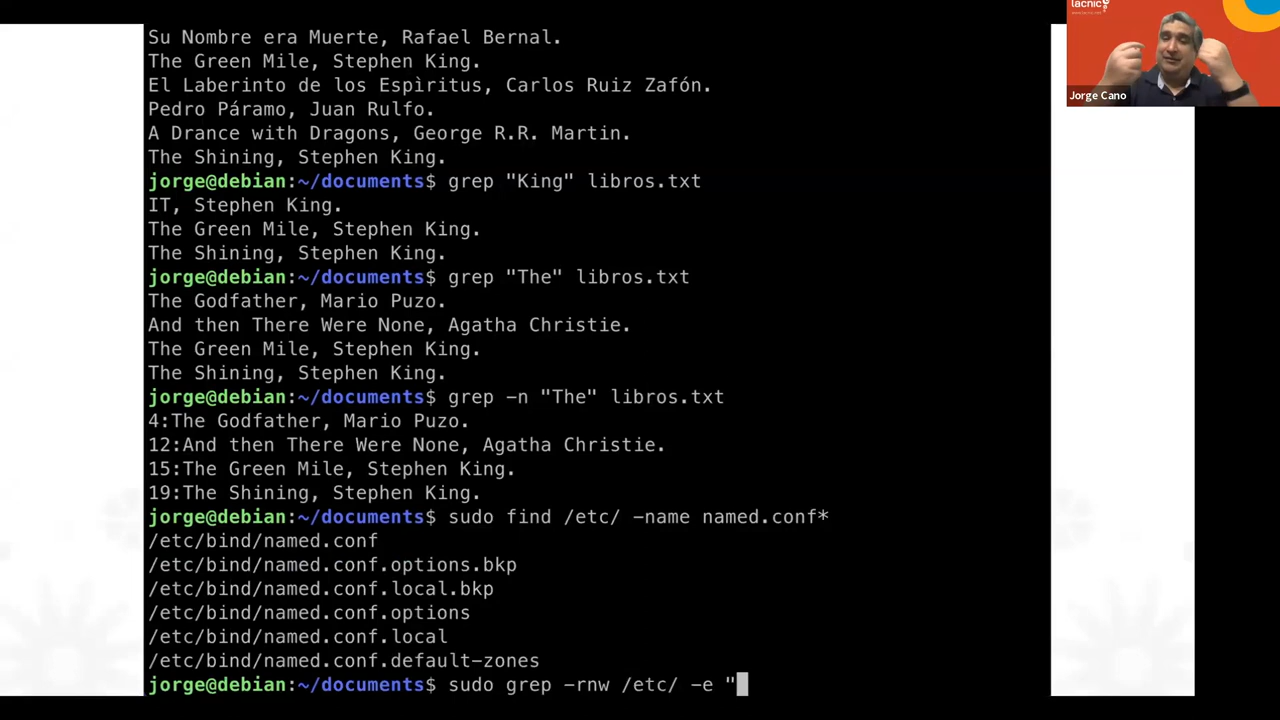 Su Nombre era Muerte, Rafael Bernal.
The Green Mile, Stephen King.
El Laberinto de los Espìritus, Carlos Ruiz Zafón.
Pedro Páramo, Juan Rulfo.
A Drance with Dragons, George R.R. Martin.
The Shining, Stephen King.
jorge@debian:~/documents$ grep "King" libros.txt
IT, Stephen King.
The Green Mile, Stephen King.
The Shining, Stephen King.
jorge@debian:~/documents$ grep "The" libros.txt
The Godfather, Mario Puzo.
And then There Were None, Agatha Christie.
The Green Mile, Stephen King.
The Shining, Stephen King.
jorge@debian:~/documents$ grep -n "The" libros.txt
4:The Godfather, Mario Puzo.
12:And then There Were None, Agatha Christie.
15:The Green Mile, Stephen King.
19:The Shining, Stephen King.
jorge@debian:~/documents$ sudo find /etc/ -name named.conf*
/etc/bind/named.conf
/etc/bind/named.conf.options.bkp
/etc/bind/named.conf.local.bkp
/etc/bind/named.conf.options
/etc/bind/named.conf.local
/etc/bind/named.conf.default-zones
jorge@debian:~/documents$ sudo grep -rnw /etc/ -e "
lacnic
Jorge Cano